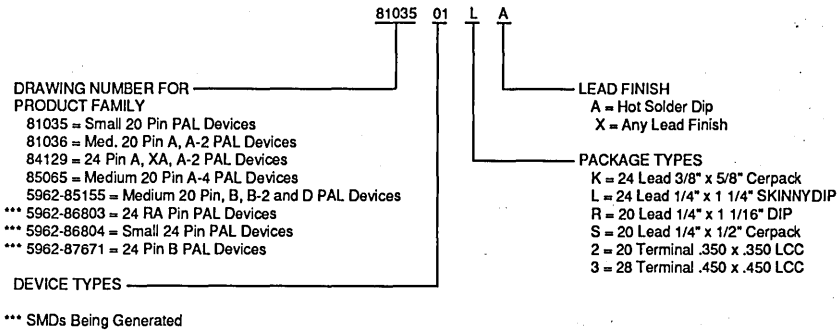 81035 01 L A
DRAWING NUMBER FOR
PRODUCT FAMILY
81035 = Small 20 Pin PAL Devices
81036 = Med. 20 Pin A, A-2 PAL Devices
84129 = 24 Pin A, XA, A-2 PAL Devices
85065 = Medium 20 Pin A-4 PAL Devices
5962-85155 = Medium 20 Pin, B, B-2 and D PAL Devices
*** 5962-86803 = 24 RA Pin PAL Devices
*** 5962-86804 = Small 24 Pin PAL Devices
*** 5962-87671 = 24 Pin B PAL Devices
DEVICE TYPES
*** SMDs Being Generated
LEAD FINISH
A = Hot Solder Dip
X = Any Lead Finish
PACKAGE TYPES
K = 24 Lead 3/8" x 5/8" Cerpack
L = 24 Lead 1/4" x 1 1/4" SKINNYDIP
R = 20 Lead 1/4" x 1 1/16" DIP
S = 20 Lead 1/4" x 1/2" Cerpack
2 = 20 Terminal .350 x .350 LCC
3 = 28 Terminal .450 x .450 LCC